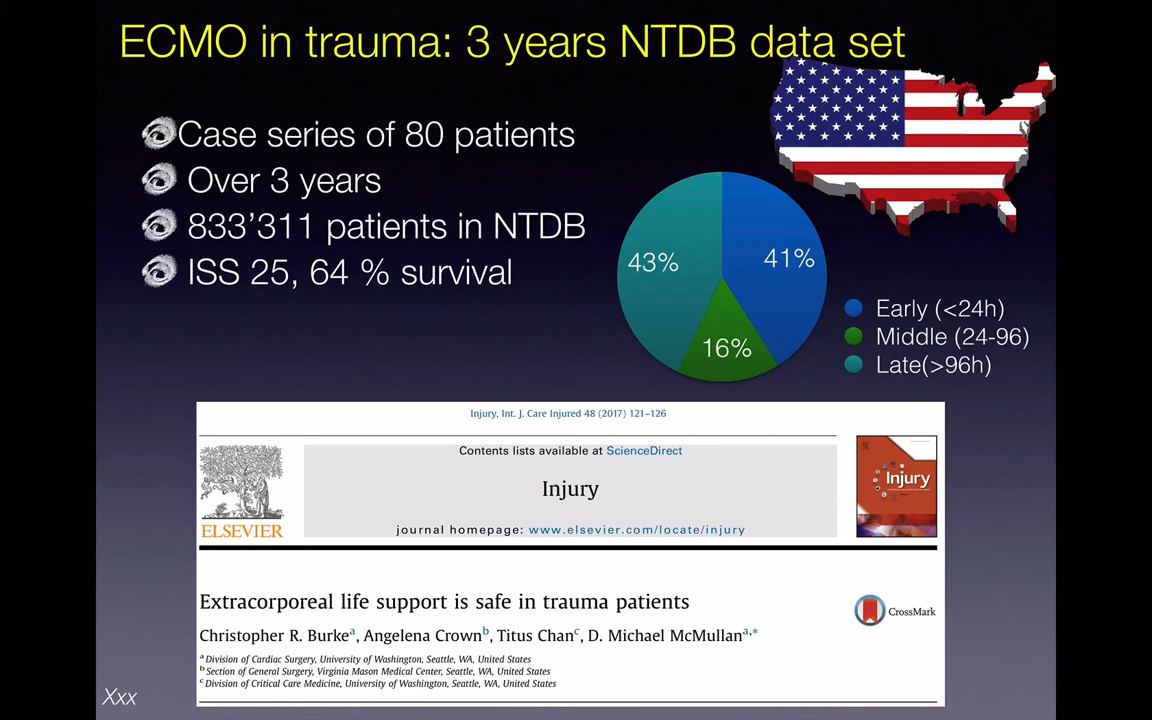 ECMO in trauma: 3 years NTDB data set
Case series of 80 patients
Over 3 years
833’311 patients in NTDB
ISS 25, 64 % survival
43%
41%
16%
Early (<24h)
Middle (24-96)
Late(>96h)
Injury, Int. J. Care Injured 48 (2017) 121–126
Contents lists available at ScienceDirect
Injury
journal homepage: www.elsevier.com/locate/injury
ELSEVIER
Injury
Extracorporeal life support is safe in trauma patients
CrossMark
Christopher R. Burkea, Angelena Crownb, Titus Chanc, D. Michael McMullana,*
a Division of Cardiac Surgery, University of Washington, Seattle, WA, United States
b Section of General Surgery, Virginia Mason Medical Center, Seattle, WA, United States
c Division of Critical Care Medicine, University of Washington, Seattle, WA, United States
Xxx